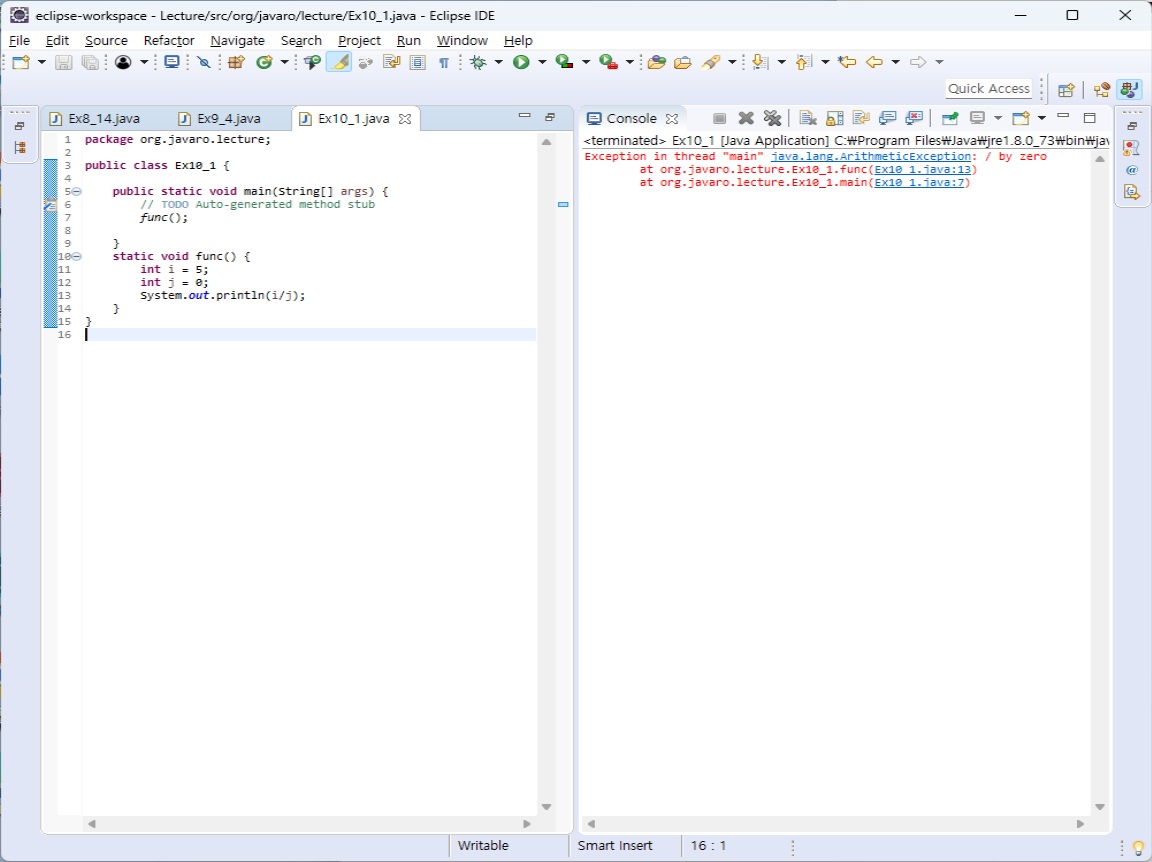 eclipse-workspace - Lecture/src/org/javaro/lecture/Ex10_1.java - Eclipse IDE
File Edit Source Refactor Navigate Search Project Run Window Help
Quick Access
Ex8_14.java Ex9_4.java Ex10_1.java
1 package org.javaro.lecture;
2
3 public class Ex10_1 {
4
5 public static void main(String[] args) {
6 // TODO Auto-generated method stub
7 func();
8
9 }
10 static void func() {
11 int i = 5;
12 int j = 0;
13 System.out.println(i/j);
14 }
15 }
16
Console
<terminated> Ex10_1 [Java Application] C:₩Program Files₩Java₩jre1.8.0_73₩bin₩jav
Exception in thread "main" java.lang.ArithmeticException: / by zero
at org.javaro.lecture.Ex10_1.func(Ex10_1.java:13)
at org.javaro.lecture.Ex10_1.main(Ex10_1.java:7)
Writable Smart Insert 16 : 1